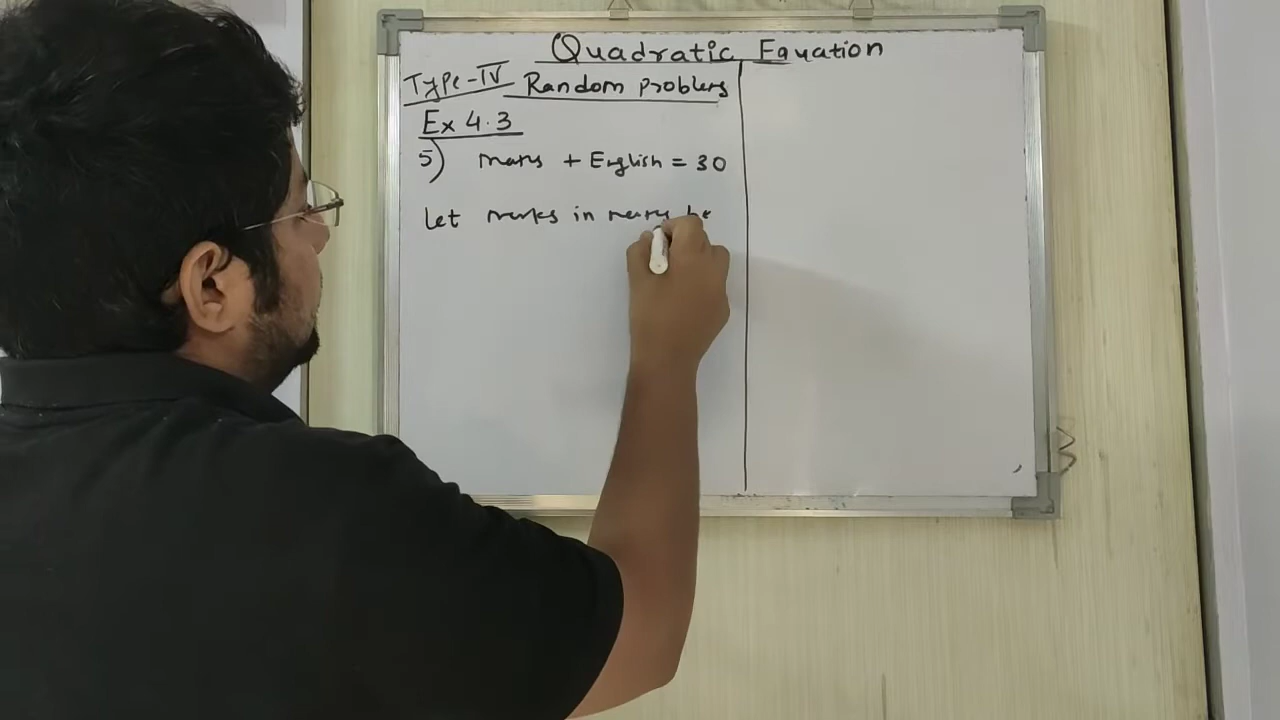 Quadratic Equation
Type-IV Random problems
Ex 4.3
5) Maths + English = 30
Let marks in maths be